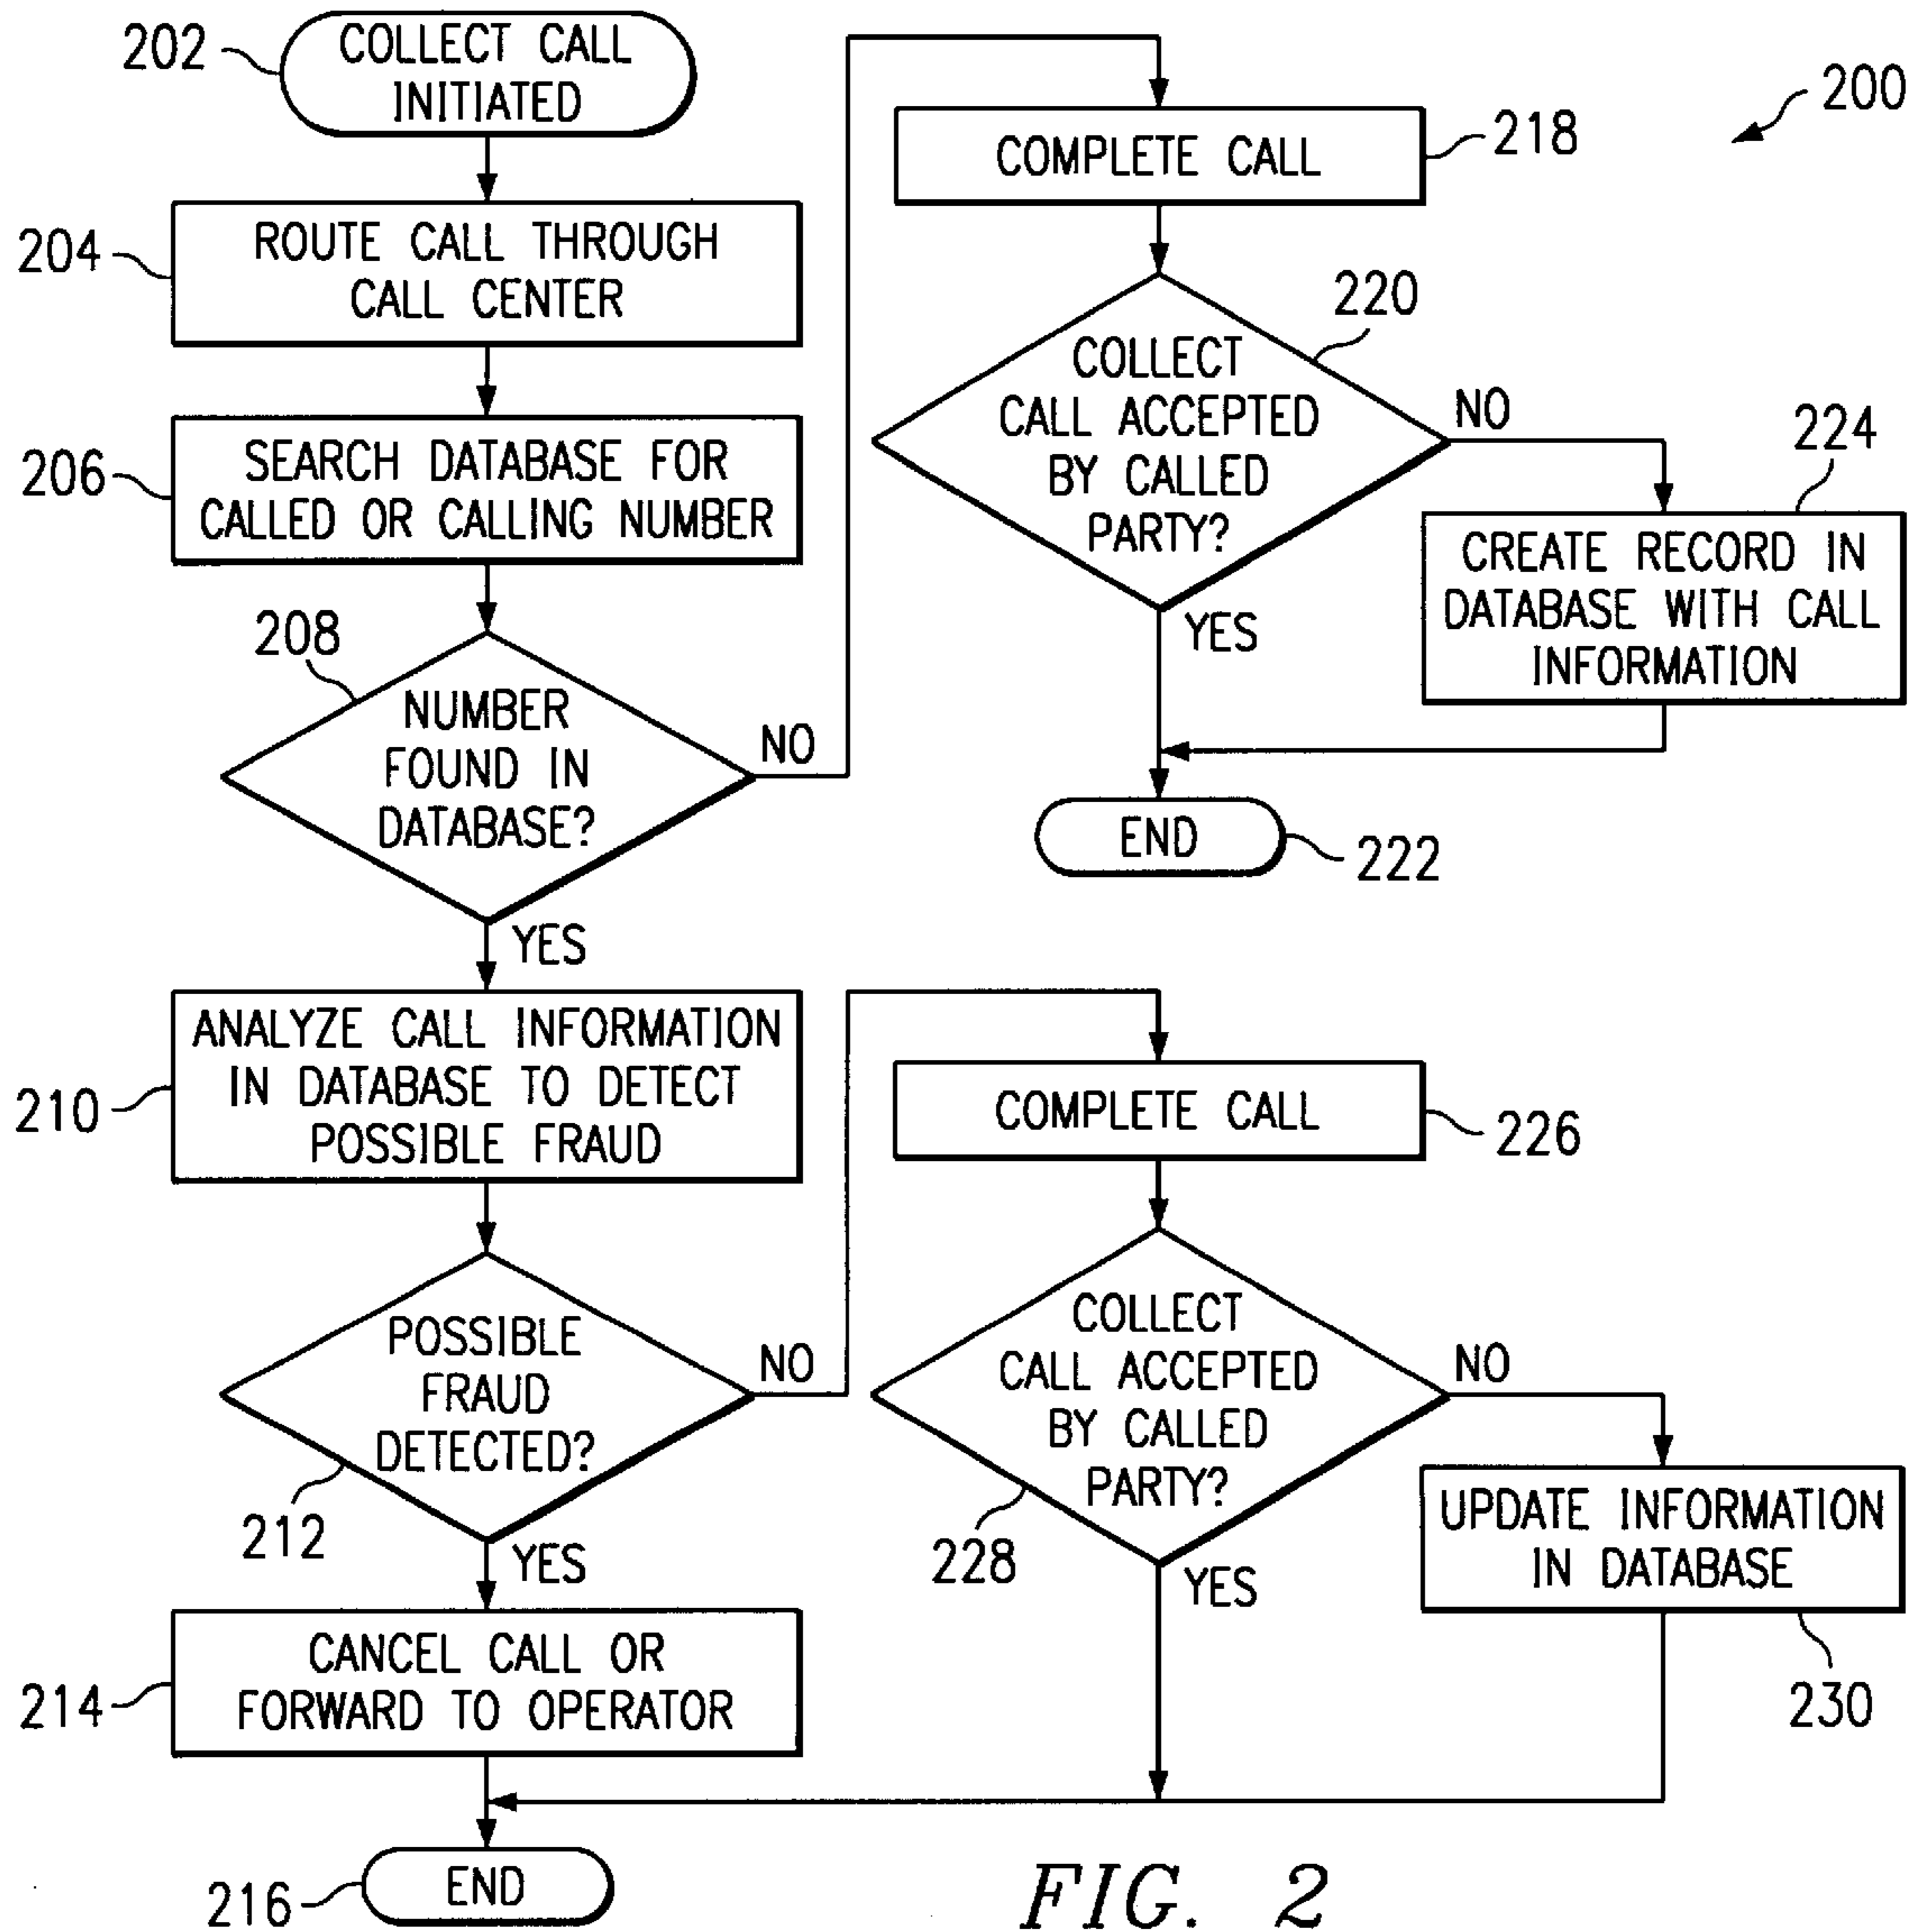 202
COLLECT CALL
INITIATED
204
ROUTE CALL THROUGH
CALL CENTER
206
SEARCH DATABASE FOR
CALLED OR CALLING NUMBER
208
NUMBER
FOUND IN
DATABASE?
NO
YES
210
ANALYZE CALL INFORMATION
IN DATABASE TO DETECT
POSSIBLE FRAUD
POSSIBLE
FRAUD
DETECTED?
212
NO
YES
214
CANCEL CALL OR
FORWARD TO OPERATOR
216
END
200
COMPLETE CALL
218
220
COLLECT
CALL ACCEPTED
BY CALLED
PARTY?
NO
YES
224
CREATE RECORD IN
DATABASE WITH CALL
INFORMATION
END
222
COMPLETE CALL
226
COLLECT
CALL ACCEPTED
BY CALLED
PARTY?
228
NO
YES
UPDATE INFORMATION
IN DATABASE
230
FIG. 2